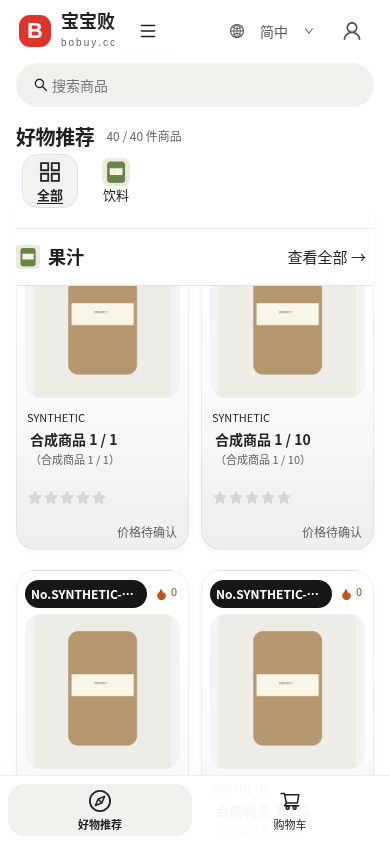 B 宝宝败
bobuy.cc
简中
搜索商品
好物推荐 40 / 40 件商品
全部 饮料
果汁 查看全部 →
SYNTHETIC SYNTHETIC
合成商品 1 / 1 合成商品 1 / 10
（合成商品 1 / 1） （合成商品 1 / 10）
价格待确认 价格待确认
No.SYNTHETIC-··· 0 No.SYNTHETIC-··· 0
SYNTHETIC
好物推荐 购物车